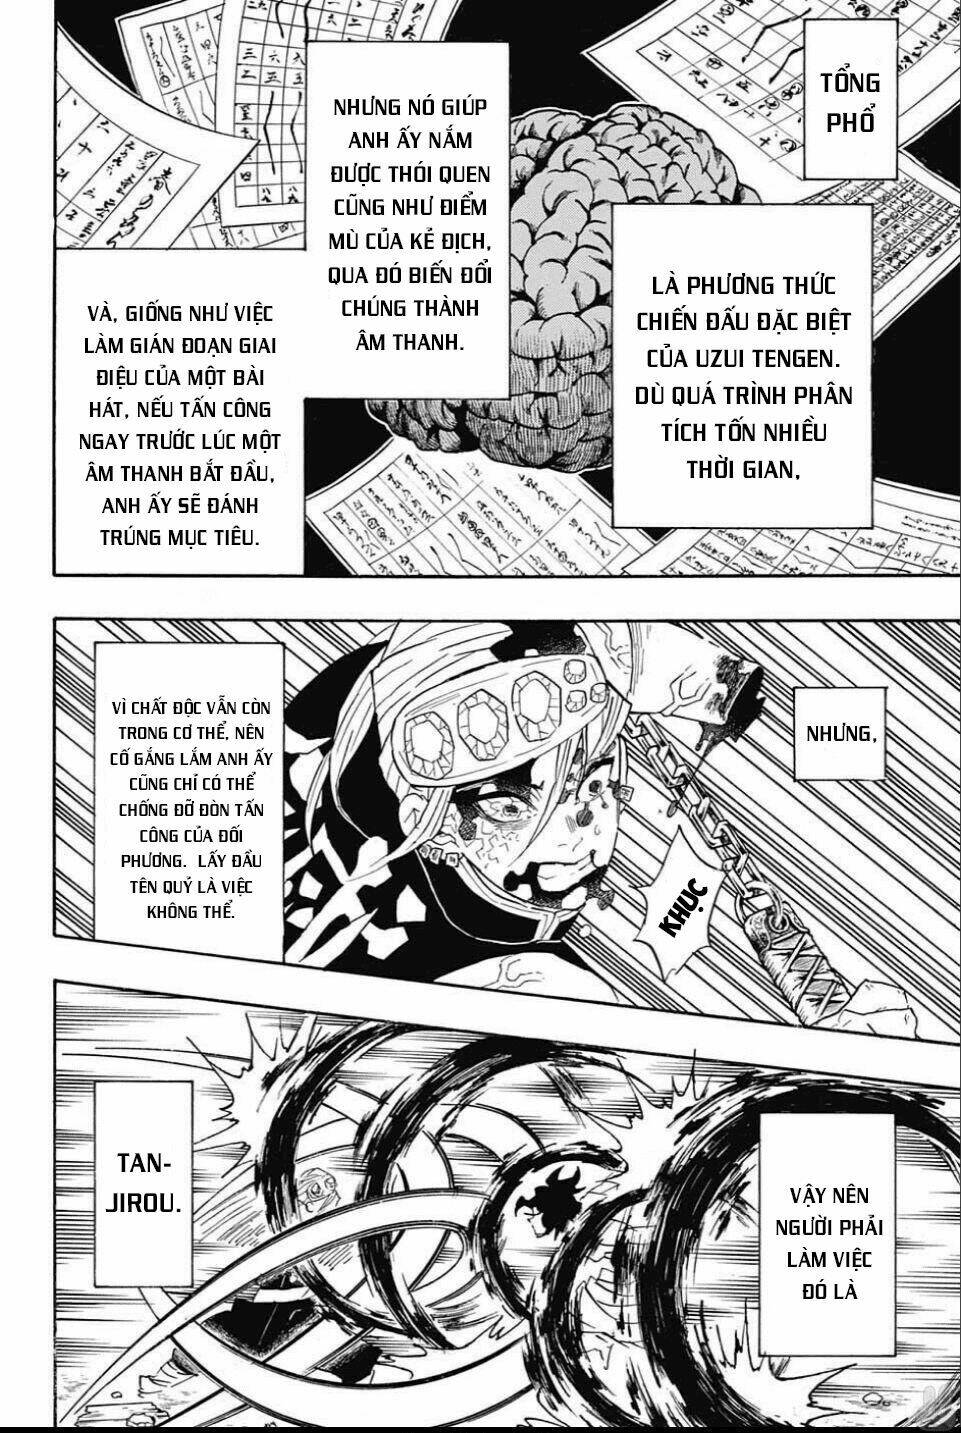 TỔNG
PHỔ
LÀ PHƯƠNG THỨC
CHIẾN ĐẤU ĐẶC BIỆT
CỦA UZUI TENGEN.
DÙ QUÁ TRÌNH PHÂN
TÍCH TỐN NHIỀU
THỜI GIAN,
NHƯNG NÓ GIÚP
ANH ẤY NẮM
ĐƯỢC THÓI QUEN
CŨNG NHƯ ĐIỂM
MÙ CỦA KẺ ĐỊCH,
QUA ĐÓ BIẾN ĐỔI
CHÚNG THÀNH
ÂM THANH.
VÀ, GIỐNG NHƯ VIỆC
LÀM GIÁN ĐOẠN GIAI
ĐIỆU CỦA MỘT BÀI
HÁT, NẾU TẤN CÔNG
NGAY TRƯỚC LÚC MỘT
ÂM THANH BẮT ĐẦU,
ANH ẤY SẼ ĐÁNH
TRÚNG MỤC TIÊU.
NHƯNG,
KHỤC
VÌ CHẤT ĐỘC VẪN CÒN
TRONG CƠ THỂ, NÊN
CỐ GẮNG LẮM ANH ẤY
CŨNG CHỈ CÓ THỂ
CHỐNG ĐỠ ĐÒN TẤN
CÔNG CỦA ĐỐI
PHƯƠNG. LẤY ĐẦU
TÊN QUỶ LÀ VIỆC
KHÔNG THỂ.
VẬY NÊN
NGƯỜI PHẢI
LÀM VIỆC
ĐÓ LÀ
TAN-
JIROU.